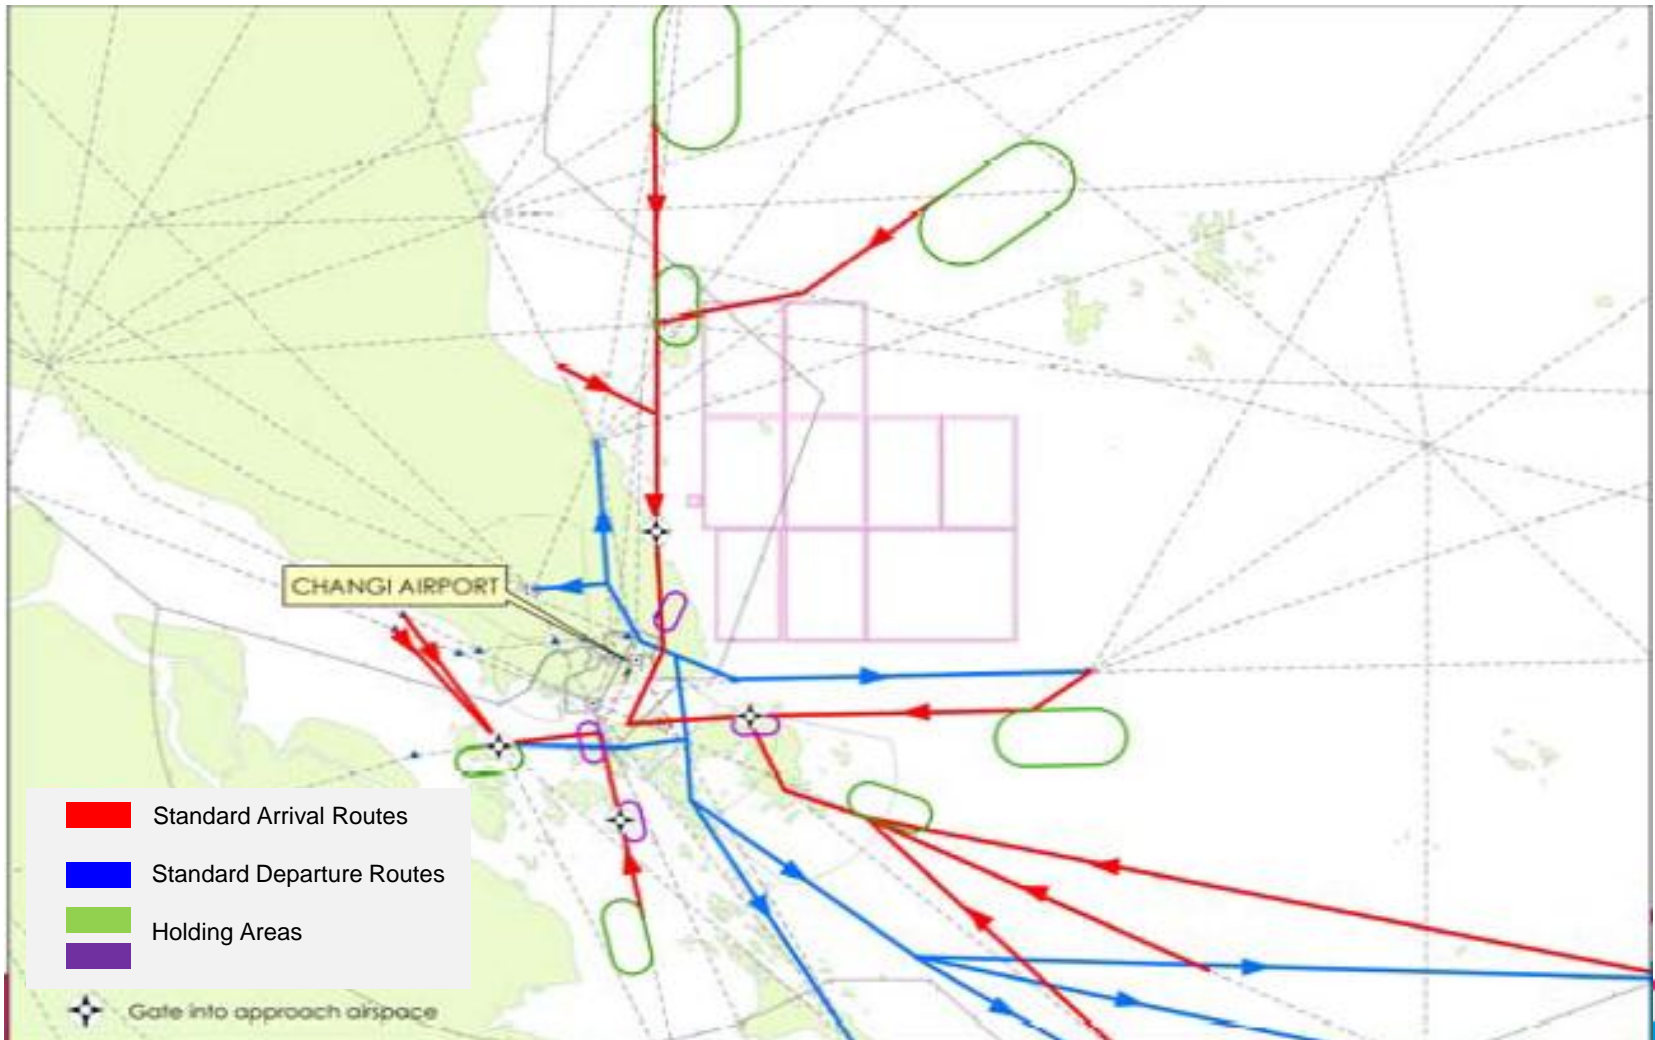 CHANGI AIRPORT
Standard Arrival Routes
Standard Departure Routes
Holding Areas
Gate into approach airspace